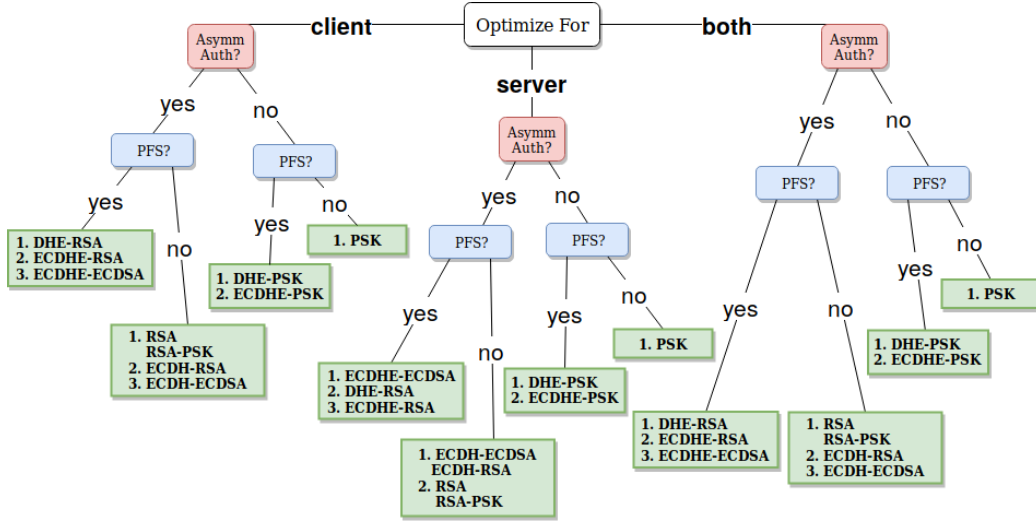 Optimize For
client
server
both
Asymm
Auth?
yes
no
PFS?
PFS?
yes
no
yes
no
1. DHE-RSA
2. ECDHE-RSA
3. ECDHE-ECDSA
1. RSA
RSA-PSK
2. ECDH-RSA
3. ECDH-ECDSA
1. DHE-PSK
2. ECDHE-PSK
1. PSK
Asymm
Auth?
yes
no
PFS?
PFS?
yes
no
yes
no
1. ECDHE-ECDSA
2. DHE-RSA
3. ECDHE-RSA
1. ECDH-ECDSA
ECDH-RSA
2. RSA
RSA-PSK
1. DHE-PSK
2. ECDHE-PSK
1. PSK
Asymm
Auth?
yes
no
PFS?
PFS?
yes
no
yes
no
1. DHE-RSA
2. ECDHE-RSA
3. ECDHE-ECDSA
1. RSA
RSA-PSK
2. ECDH-RSA
3. ECDH-ECDSA
1. DHE-PSK
2. ECDHE-PSK
1. PSK